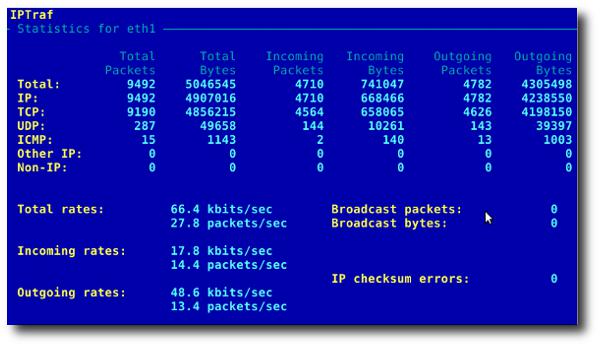 IPTraf
Statistics for eth1
Total Total Incoming Incoming Outgoing Outgoing
Packets Bytes Packets Bytes Packets Bytes
Total: 9492 5046545 4710 741047 4782 4305498
IP: 9492 4907016 4710 668466 4782 4238550
TCP: 9190 4856215 4564 658065 4626 4198150
UDP: 287 49658 144 10261 143 39397
ICMP: 15 1143 2 140 13 1003
Other IP: 0 0 0 0 0 0
Non-IP: 0 0 0 0 0 0
Total rates: 66.4 kbits/sec Broadcast packets: 0
27.8 packets/sec Broadcast bytes: 0
Incoming rates: 17.8 kbits/sec
14.4 packets/sec
IP checksum errors: 0
Outgoing rates: 48.6 kbits/sec
13.4 packets/sec